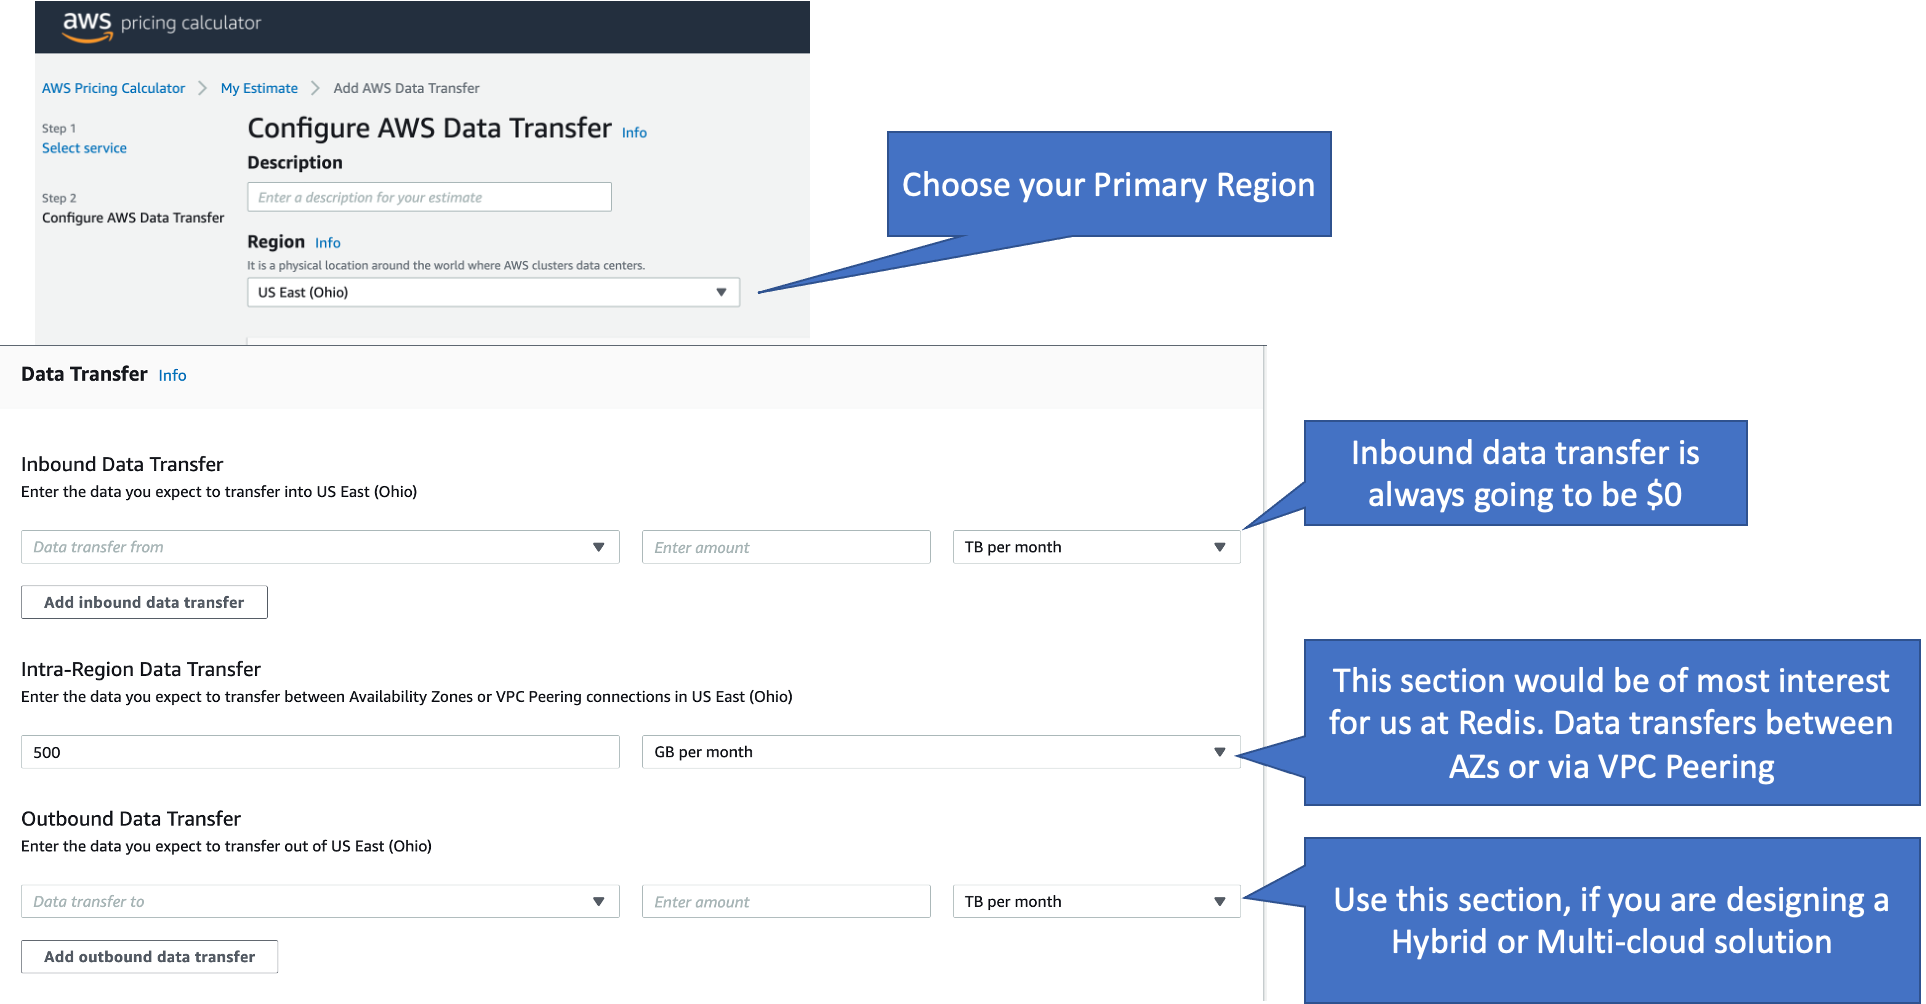 aws pricing calculator
AWS Pricing Calculator > My Estimate > Add AWS Data Transfer
Step 1
Select service
Step 2
Configure AWS Data Transfer
Configure AWS Data Transfer Info
Description
Enter a description for your estimate
Region Info
It is a physical location around the world where AWS clusters data centers.
US East (Ohio)
Choose your Primary Region
Data Transfer Info
Inbound Data Transfer
Enter the data you expect to transfer into US East (Ohio)
Data transfer from
Enter amount
TB per month
Add inbound data transfer
Inbound data transfer is
always going to be $0
Intra-Region Data Transfer
Enter the data you expect to transfer between Availability Zones or VPC Peering connections in US East (Ohio)
500
GB per month
This section would be of most interest
for us at Redis. Data transfers between
AZs or via VPC Peering
Outbound Data Transfer
Enter the data you expect to transfer out of US East (Ohio)
Data transfer to
Enter amount
TB per month
Add outbound data transfer
Use this section, if you are designing a
Hybrid or Multi-cloud solution